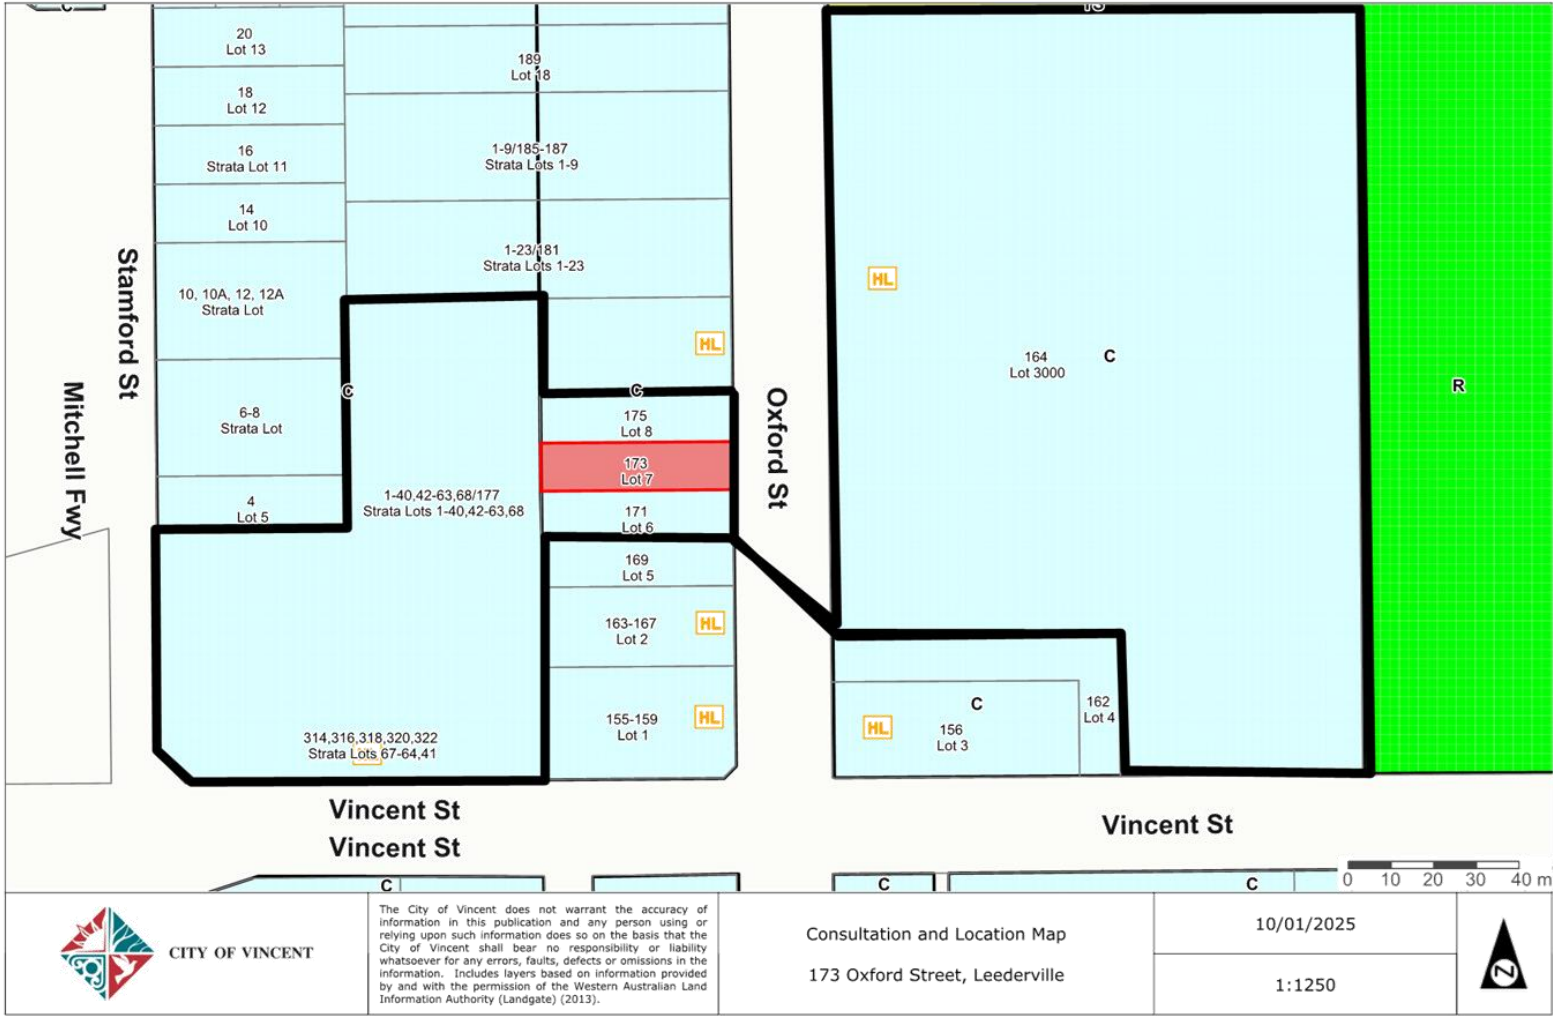 C
TS
20
Lot 13
189
Lot 18
18
Lot 12
1-9/185-187
Strata Lots 1-9
16
Strata Lot 11
14
Lot 10
1-23/181
Strata Lots 1-23
Stamford St
10, 10A, 12, 12A
Strata Lot
HL
HL
164
Lot 3000
C
R
Mitchell Fwy
C
C
Oxford St
6-8
Strata Lot
175
Lot 8
173
Lot 7
4
Lot 5
1-40,42-63,68/177
Strata Lots 1-40,42-63,68
171
Lot 6
169
Lot 5
163-167
Lot 2
HL
155-159
Lot 1
HL
HL
C
156
Lot 3
162
Lot 4
314,316,318,320,322
Strata Lots 67-64,41
Vincent St
Vincent St
Vincent St
C
C
C
0 10 20 30 40 m
CITY OF VINCENT
The City of Vincent does not warrant the accuracy of
information in this publication and any person using or
relying upon such information does so on the basis that the
City of Vincent shall bear no responsibility or liability
whatsoever for any errors, faults, defects or omissions in the
information. Includes layers based on information provided
by and with the permission of the Western Australian Land
Information Authority (Landgate) (2013).
Consultation and Location Map
173 Oxford Street, Leederville
10/01/2025
1:1250
N